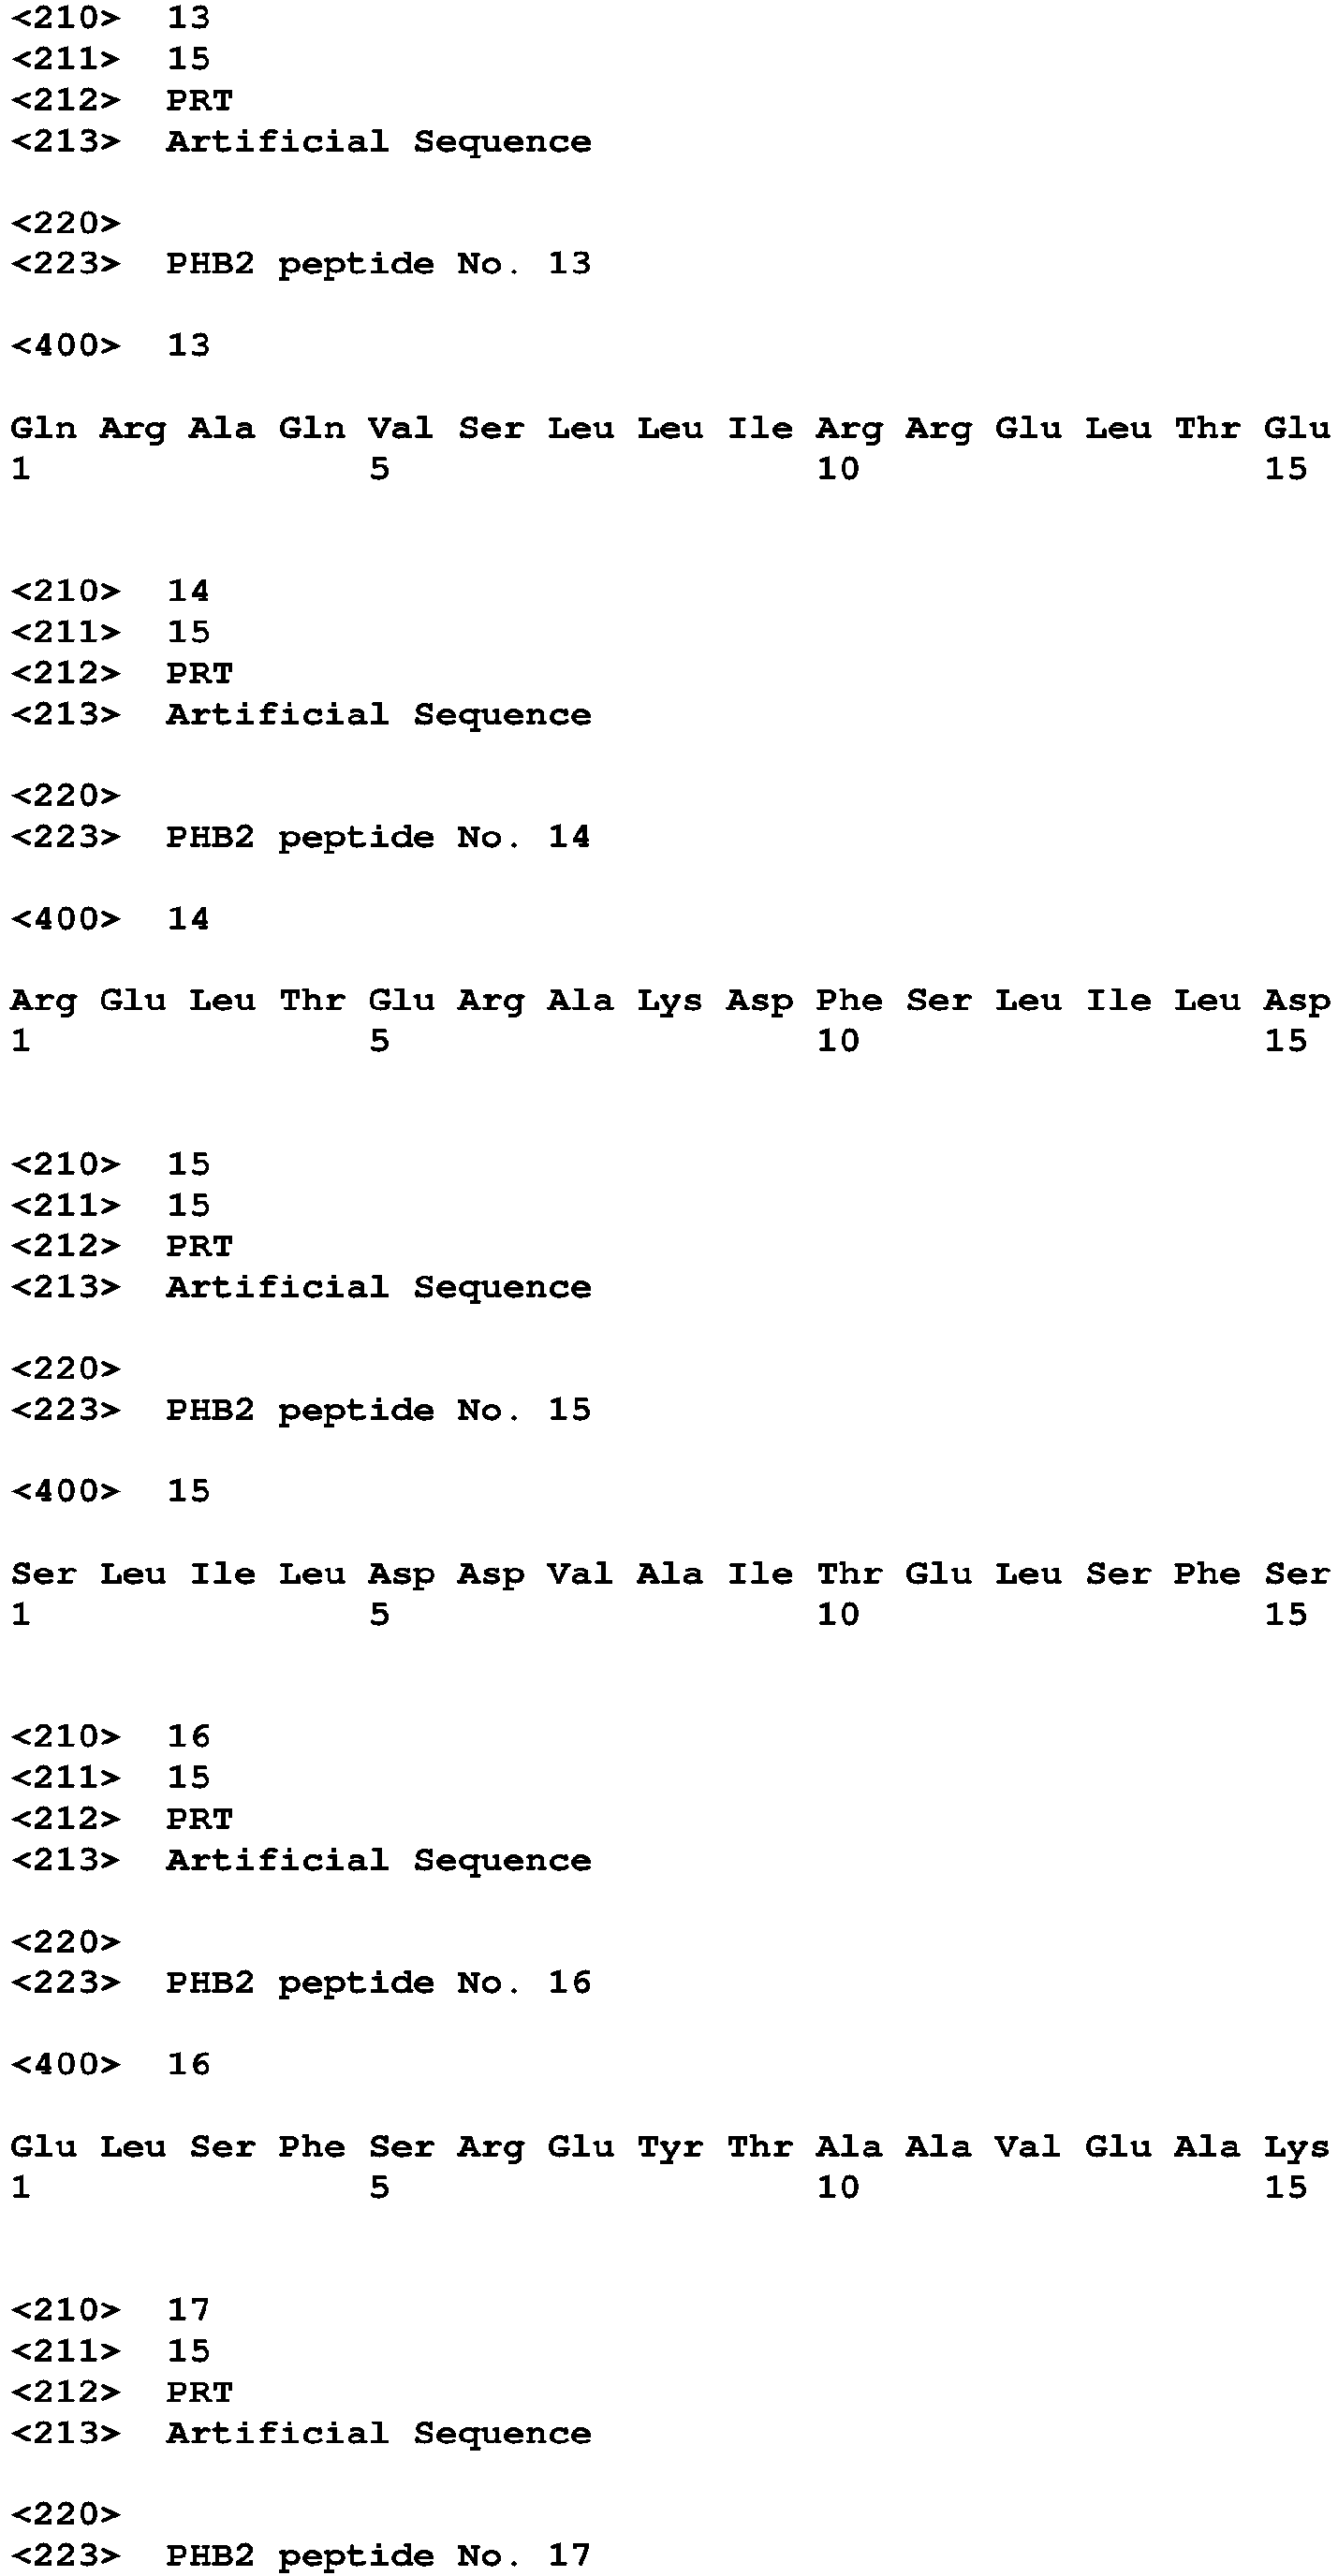 <210> 13
<211> 15
<212> PRT
<213> Artificial Sequence
<220>
<223> PHB2 peptide No. 13
<400> 13
Gln Arg Ala Gln Val Ser Leu Leu Ile Arg Arg Glu Leu Thr Glu
1 5 10 15
<210> 14
<211> 15
<212> PRT
<213> Artificial Sequence
<220>
<223> PHB2 peptide No. 14
<400> 14
Arg Glu Leu Thr Glu Arg Ala Lys Asp Phe Ser Leu Ile Leu Asp
1 5 10 15
<210> 15
<211> 15
<212> PRT
<213> Artificial Sequence
<220>
<223> PHB2 peptide No. 15
<400> 15
Ser Leu Ile Leu Asp Asp Val Ala Ile Thr Glu Leu Ser Phe Ser
1 5 10 15
<210> 16
<211> 15
<212> PRT
<213> Artificial Sequence
<220>
<223> PHB2 peptide No. 16
<400> 16
Glu Leu Ser Phe Ser Arg Glu Tyr Thr Ala Ala Val Glu Ala Lys
1 5 10 15
<210> 17
<211> 15
<212> PRT
<213> Artificial Sequence
<220>
<223> PHB2 peptide No. 17